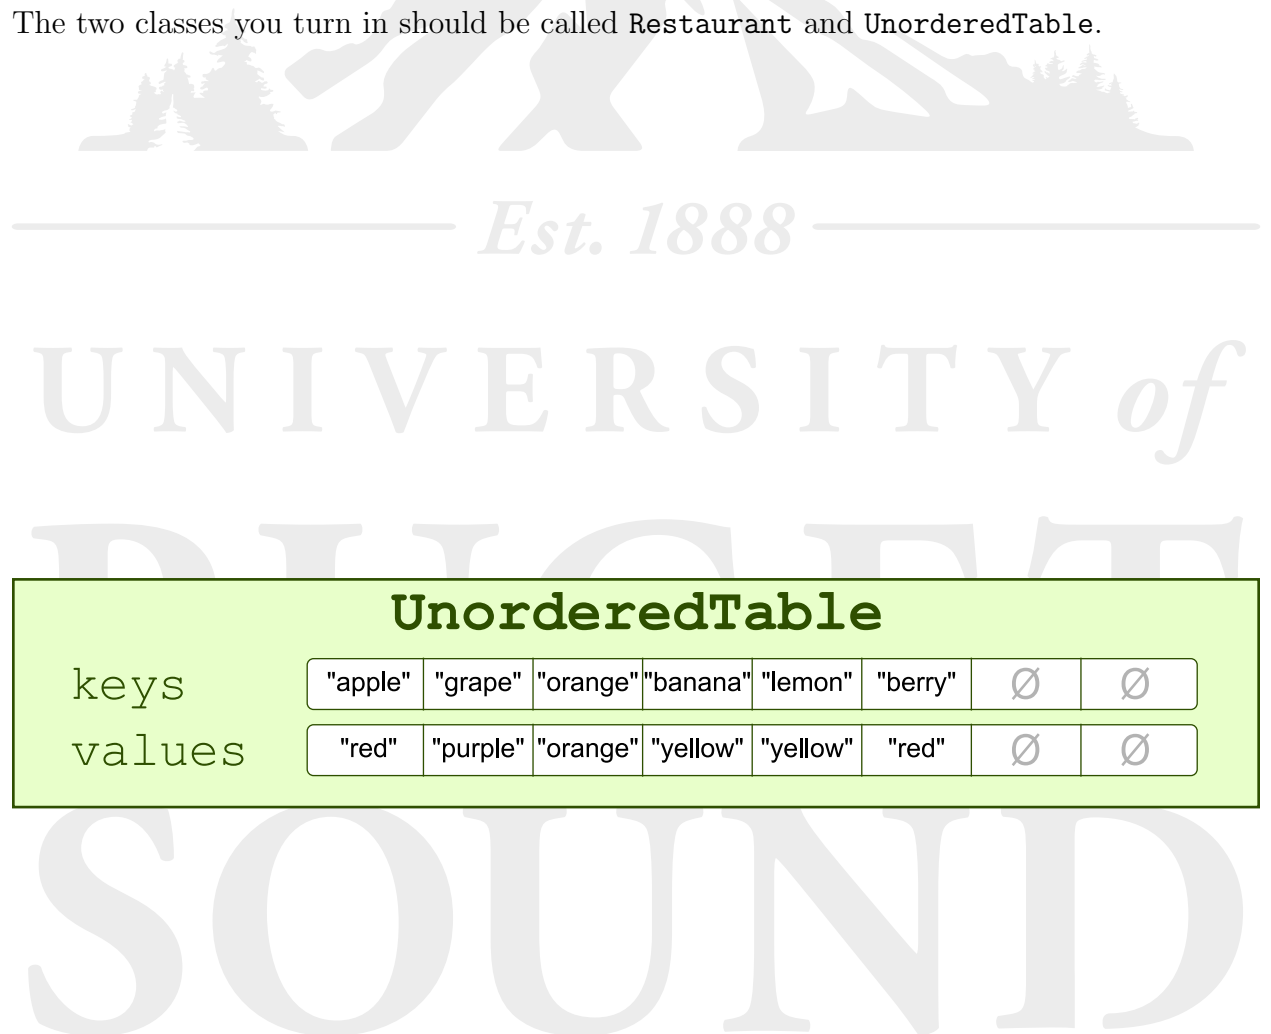 The two classes you turn in should be called Restaurant and UnorderedTable.
Est. 1888
UNIVERSITY of
PUGET
UnorderedTable
keys "apple" "grape" "orange" "banana" "lemon" "berry" Ø Ø
values "red" "purple" "orange" "yellow" "yellow" "red" Ø Ø
SOUND